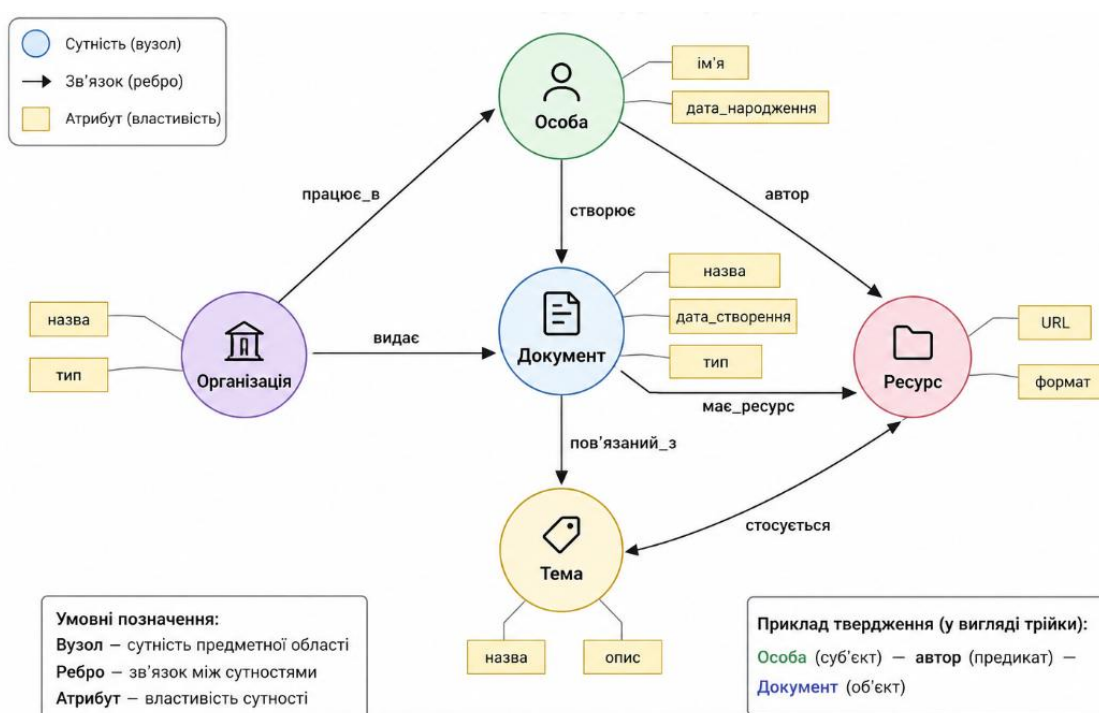 Сутність (вузол)
Зв'язок (ребро)
Атрибут (властивість)
Особа
ім'я
дата_народження
працює_в
створює
автор
назва
тип
Організація
видає
Документ
назва
дата_створення
тип
має_ресурс
Ресурс
URL
формат
пов'язаний_з
стосується
Тема
назва
опис
Умовні позначення:
Вузол — сутність предметної області
Ребро — зв'язок між сутностями
Атрибут — властивість сутності
Приклад твердження (у вигляді трійки):
Особа (суб'єкт) — автор (предикат) —
Документ (об'єкт)